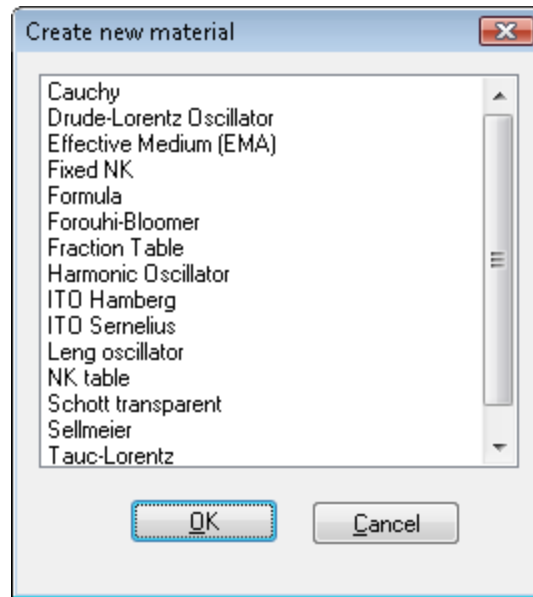 Create new material
Cauchy
Drude-Lorentz Oscillator
Effective Medium (EMA)
Fixed NK
Formula
Forouhi-Bloomer
Fraction Table
Harmonic Oscillator
ITO Hamberg
ITO Sernelius
Leng oscillator
NK table
Schott transparent
Sellmeier
Tauc-Lorentz
OK Cancel